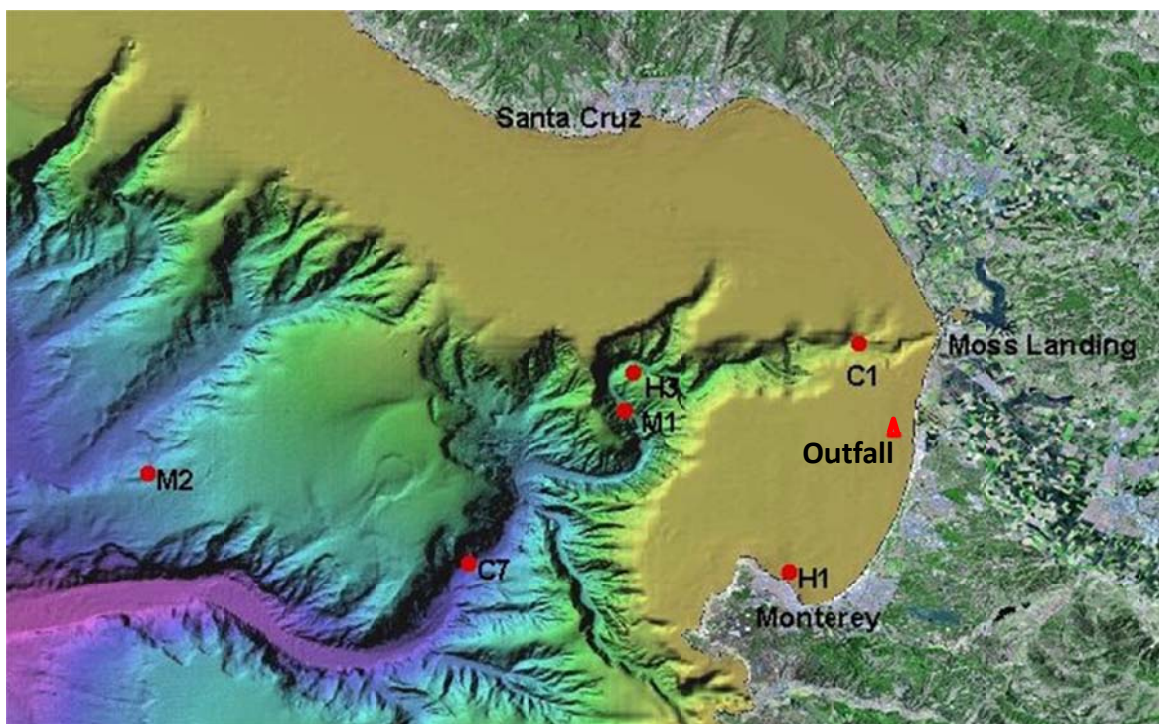 Santa Cruz
Moss Landing
C1
H3
M1
Outfall
M2
C7
H1
Monterey